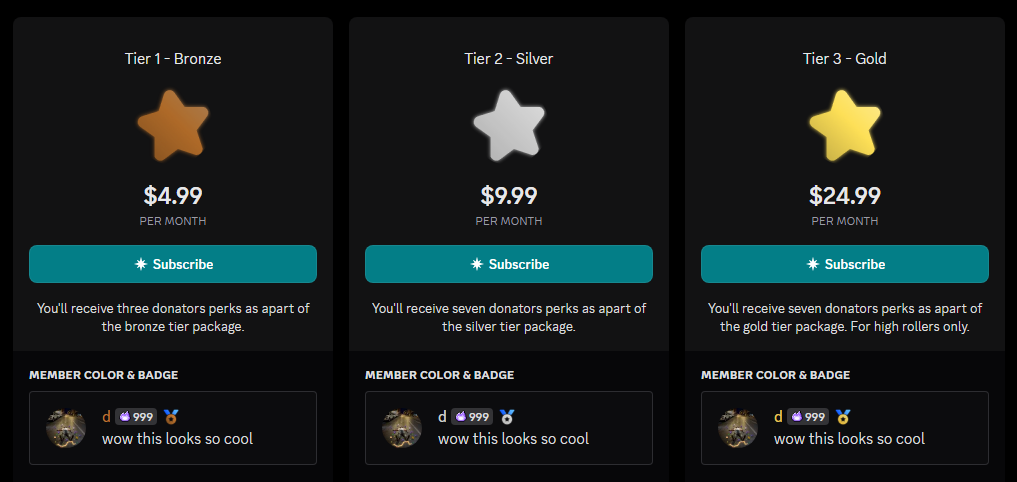 Tier 1 - Bronze
$4.99
PER MONTH
Subscribe
You'll receive three donators perks as apart of
the bronze tier package.
MEMBER COLOR & BADGE
d 999
wow this looks so cool
Tier 2 - Silver
$9.99
PER MONTH
Subscribe
You'll receive seven donators perks as apart of
the silver tier package.
MEMBER COLOR & BADGE
d 999
wow this looks so cool
Tier 3 - Gold
$24.99
PER MONTH
Subscribe
You'll receive seven donators perks as apart of
the gold tier package. For high rollers only.
MEMBER COLOR & BADGE
d 999
wow this looks so cool